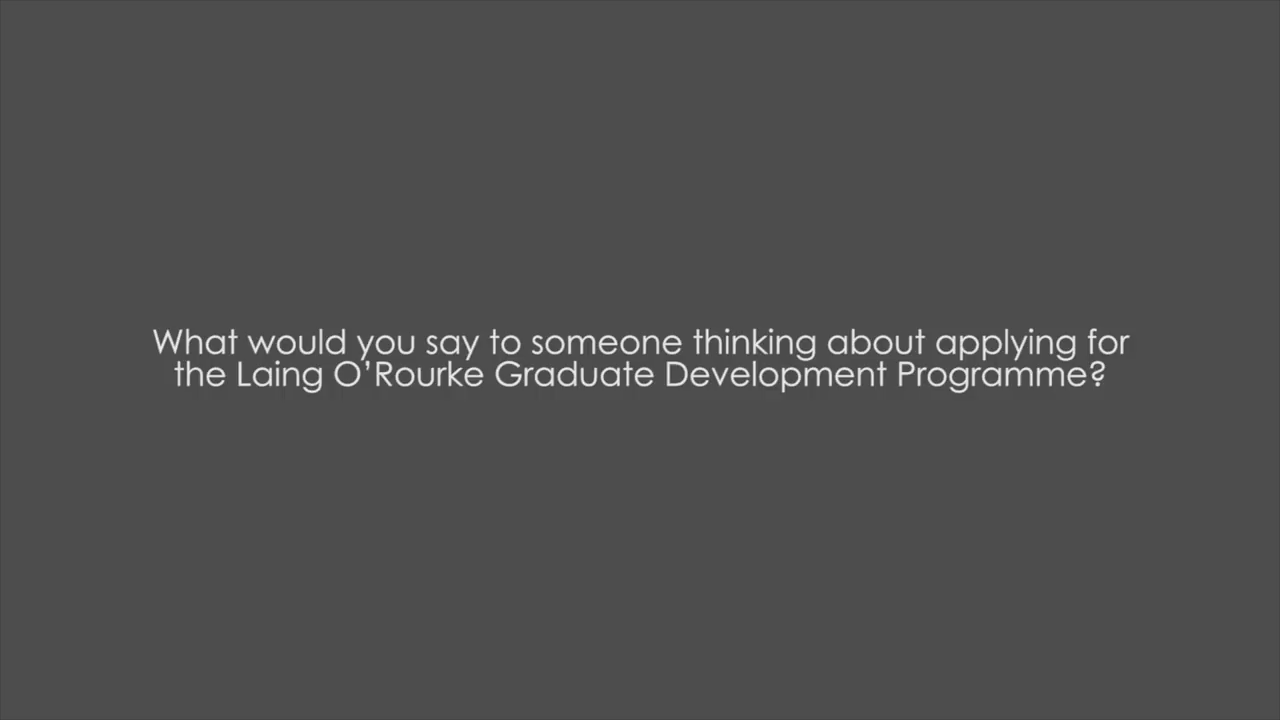 What would you say to someone thinking about applying for
the Laing O’Rourke Graduate Development Programme?